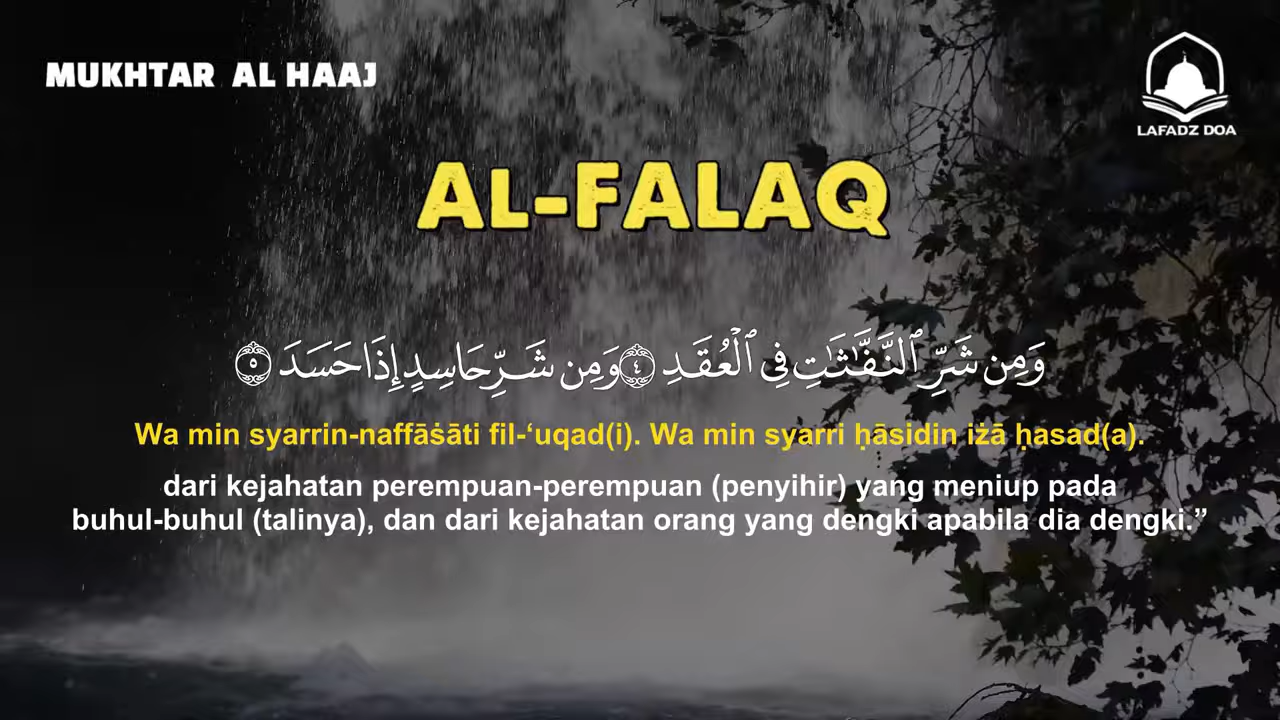 MUKHTAR AL HAAJ
LAFADZ DOA
AL-FALAQ
وَمِن شَرِّ ٱلنَّفَّٰثَٰتِ فِي ٱلْعُقَدِ ٤ وَمِن شَرِّ حَاسِدٍ إِذَا حَسَدَ ٥
Wa min syarrin-naffāṡāti fil-‘uqad(i). Wa min syarri ḥāsidin iżā ḥasad(a).
dari kejahatan perempuan-perempuan (penyihir) yang meniup pada
buhul-buhul (talinya), dan dari kejahatan orang yang dengki apabila dia dengki.”